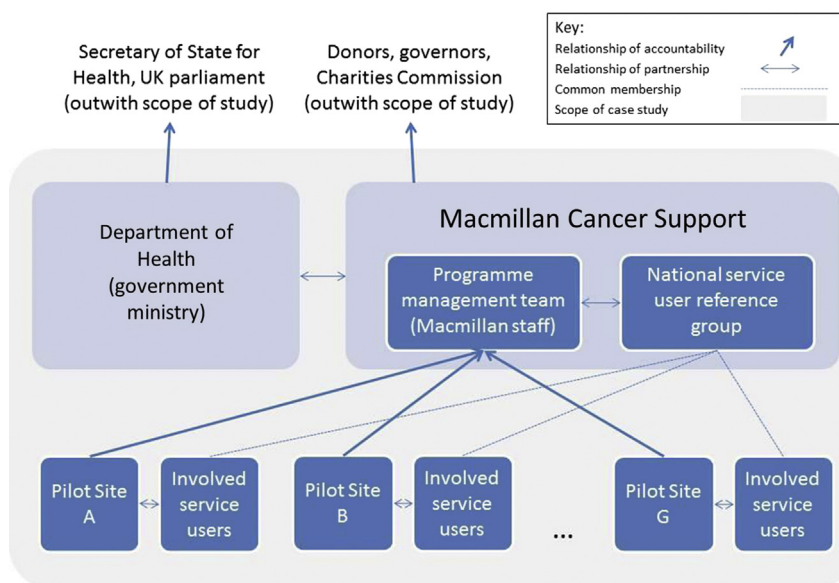 Key:
Relationship of accountability
Relationship of partnership
Common membership
Scope of case study
Secretary of State for
Health, UK parliament
(outwith scope of study)
Donors, governors,
Charities Commission
(outwith scope of study)
Department of
Health
(government
ministry)
Macmillan Cancer Support
Programme
management team
(Macmillan staff)
National service
user reference
group
Pilot Site
A
Involved
service
users
Pilot Site
B
Involved
service
users
...
Pilot Site
G
Involved
service
users